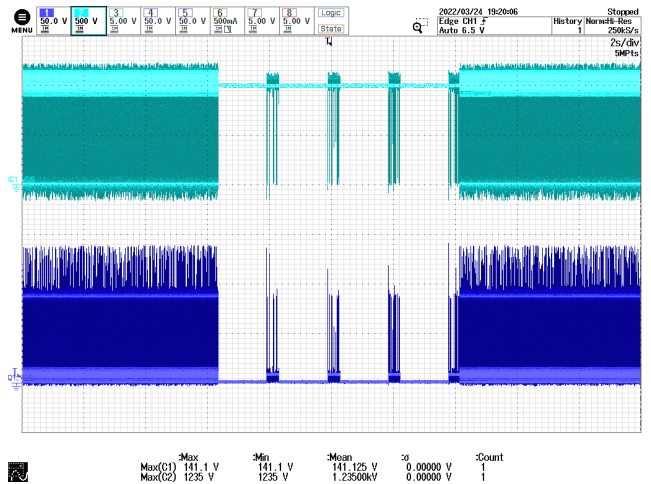 MENU
1 2 3 4 5 6 7 8 Logic State
50.0 V 500 V 5.00 V 50.0 V 50.0 V 500mA 5.00 V 5.00 V
1M 1M 1M 1M 1M 1M 1M
2022/03/24 19:20:06
Edge CH1
Auto 6.5 V
Stopped
History Norm:Hi-Res
1 250kS/s
2s/div
5MPts
:Max :Min :Mean :σ :Count
Max(C1) 141.1 V 141.1 V 141.125 V 0.00000 V 1
Max(C2) 1235 V 1235 V 1.23500kV 0.00000 V 1